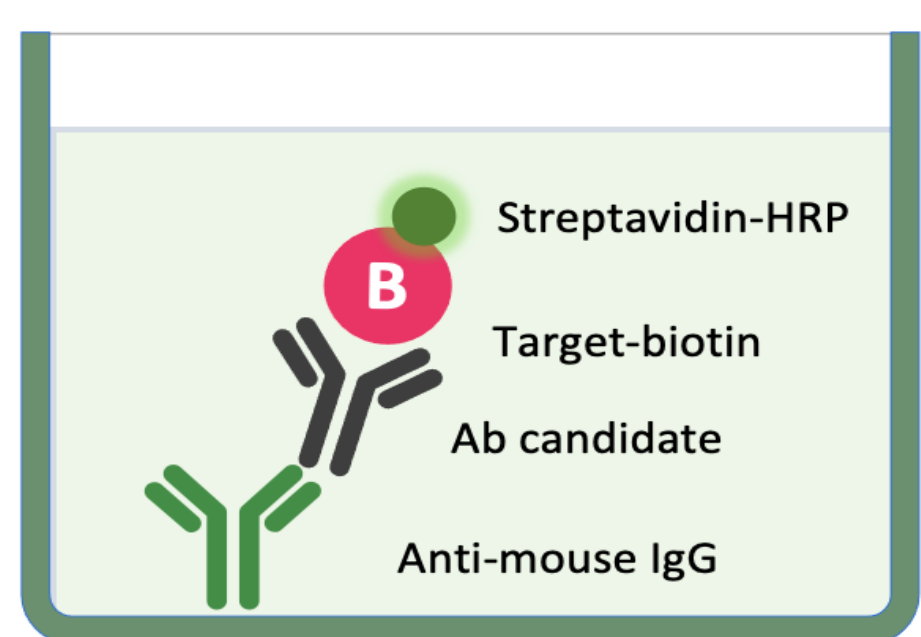 Streptavidin-HRP
B
Target-biotin
Ab candidate
Anti-mouse IgG